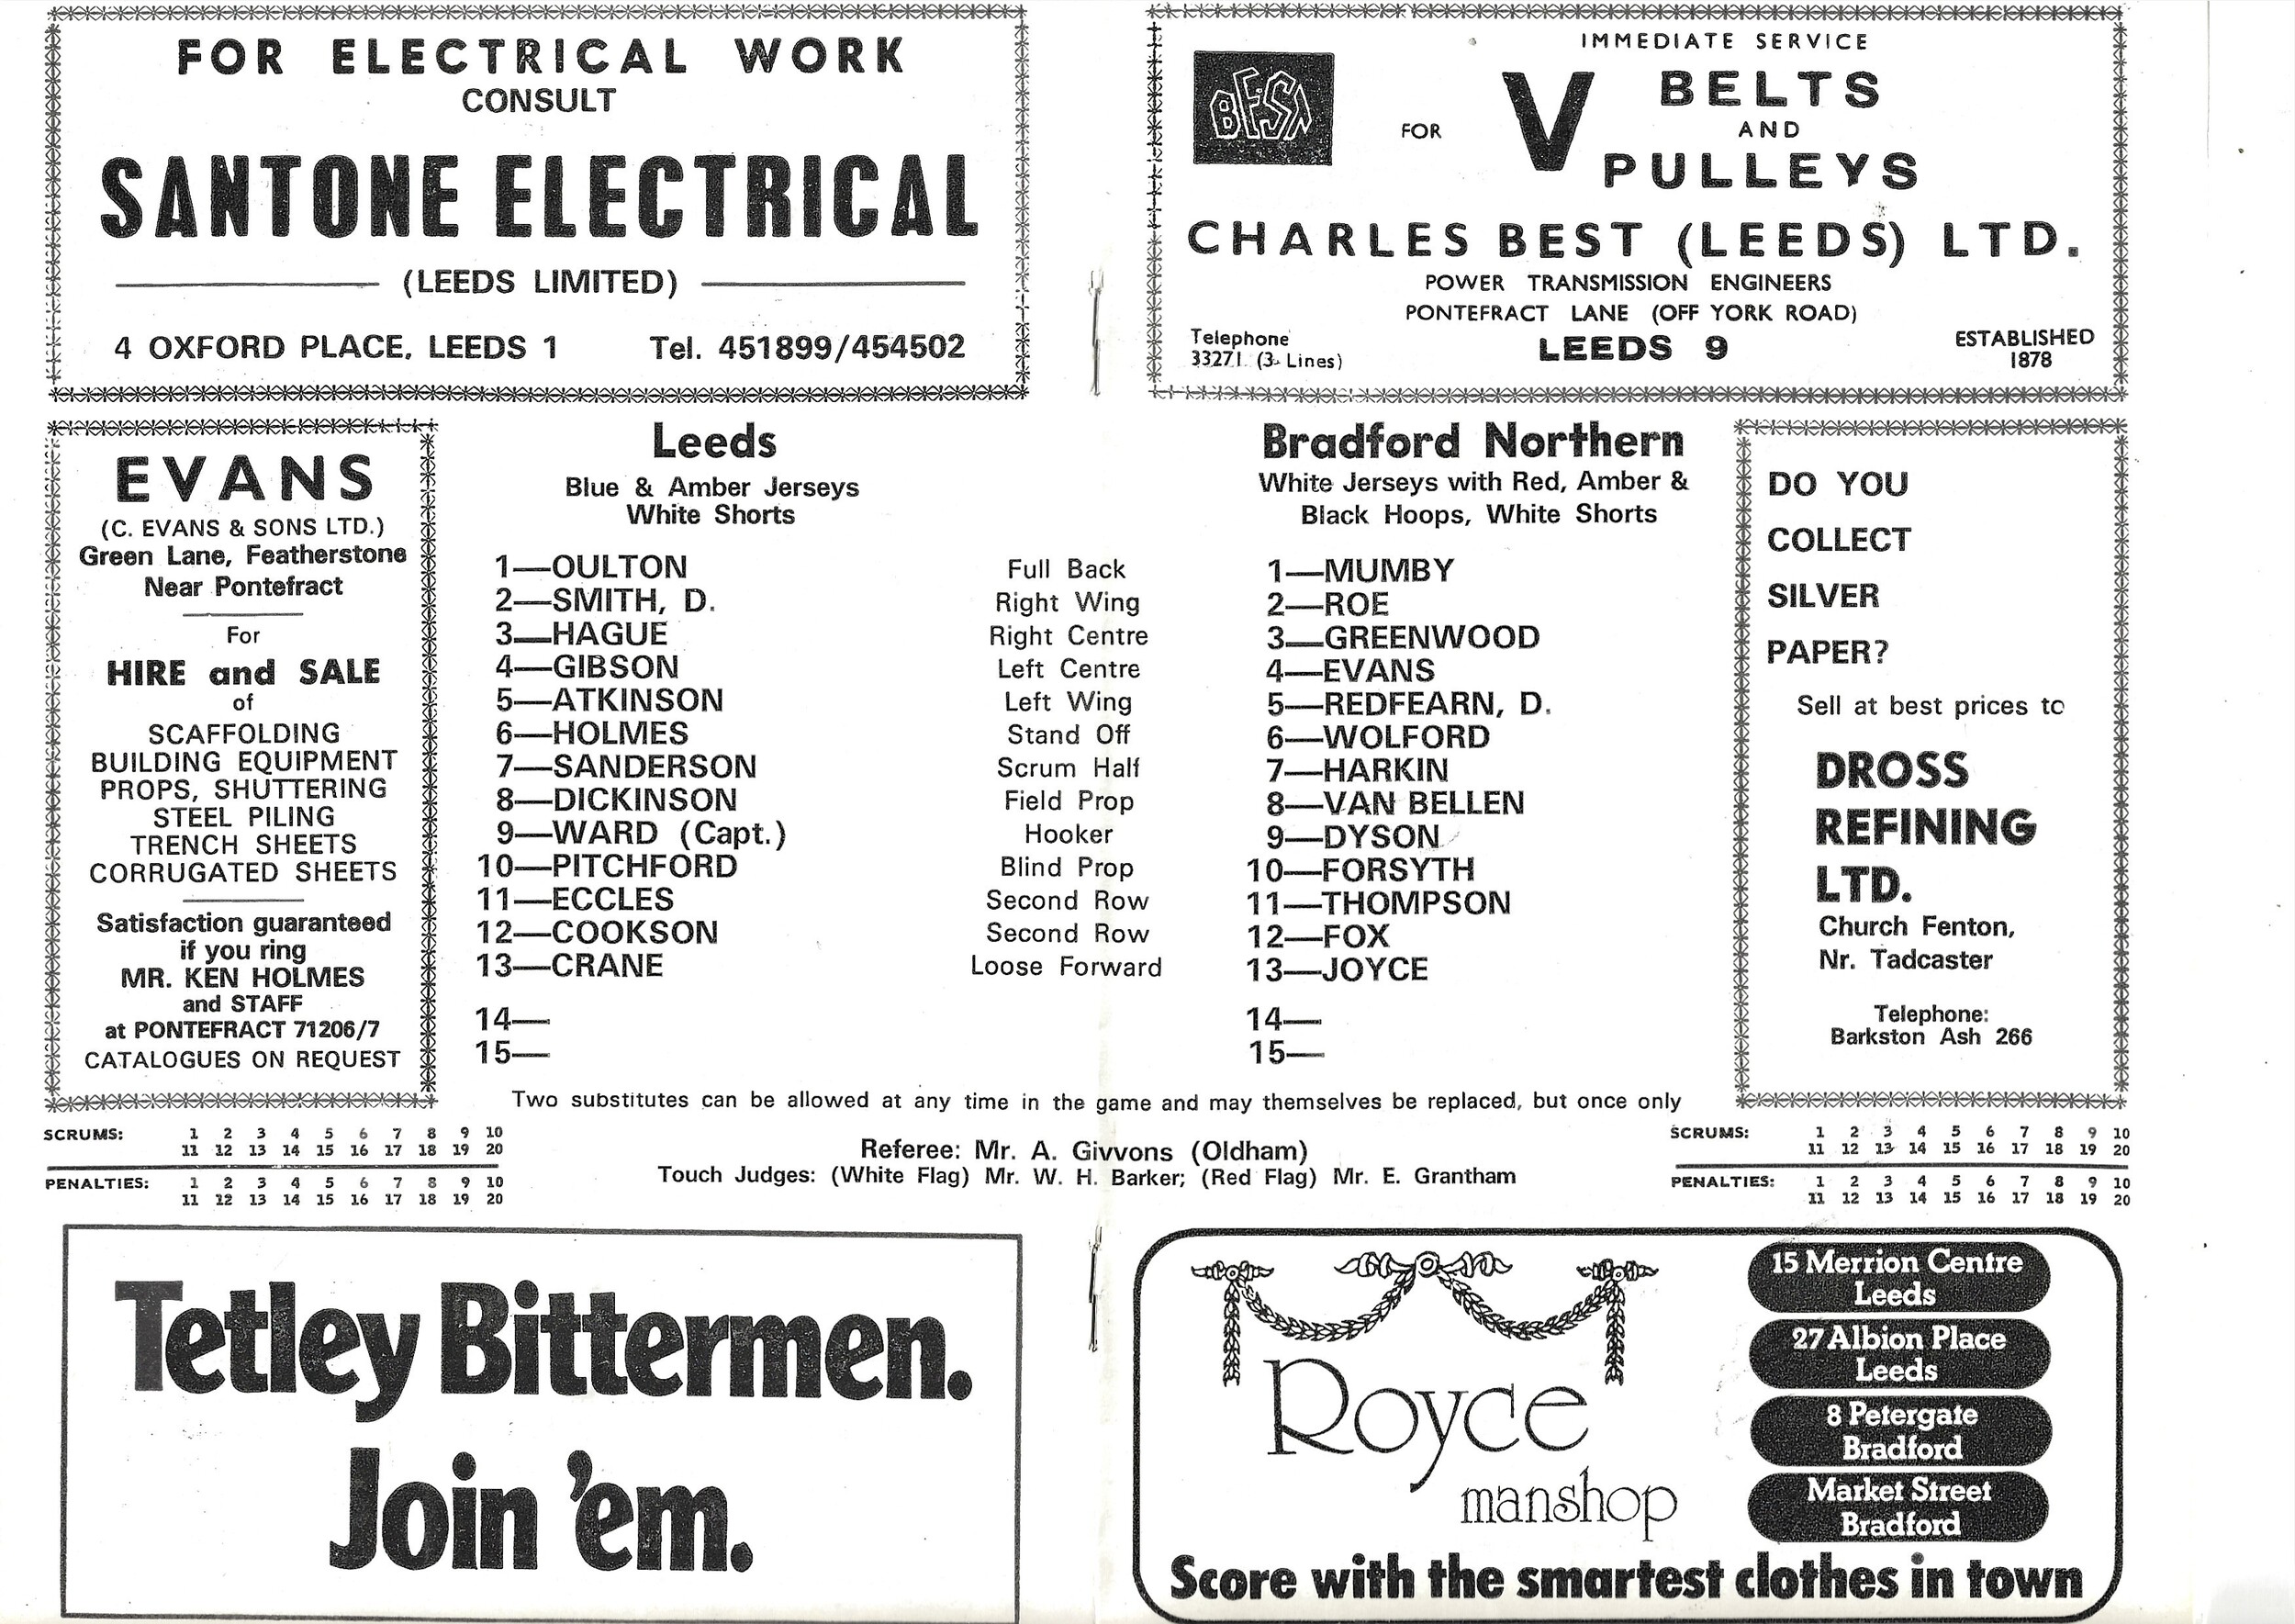 FOR ELECTRICAL WORK
CONSULT
SANTONE ELECTRICAL
(LEEDS LIMITED)
4 OXFORD PLACE, LEEDS 1 Tel. 451899/454502
BESA
IMMEDIATE SERVICE
FOR V BELTS
AND
PULLEYS
CHARLES BEST (LEEDS) LTD.
POWER TRANSMISSION ENGINEERS
PONTEFRACT LANE (OFF YORK ROAD)
Telephone
33271 (3 Lines)
LEEDS 9
ESTABLISHED
1878
EVANS
(C. EVANS & SONS LTD.)
Green Lane, Featherstone
Near Pontefract
For
HIRE and SALE
of
SCAFFOLDING
BUILDING EQUIPMENT
PROPS, SHUTTERING
STEEL PILING
TRENCH SHEETS
CORRUGATED SHEETS
Satisfaction guaranteed
if you ring
MR. KEN HOLMES
and STAFF
at PONTEFRACT 71206/7
CATALOGUES ON REQUEST
Leeds
Blue & Amber Jerseys
White Shorts
Bradford Northern
White Jerseys with Red, Amber &
Black Hoops, White Shorts
1—OULTON Full Back 1—MUMBY
2—SMITH, D. Right Wing 2—ROE
3—HAGUE Right Centre 3—GREENWOOD
4—GIBSON Left Centre 4—EVANS
5—ATKINSON Left Wing 5—REDFEARN, D.
6—HOLMES Stand Off 6—WOLFORD
7—SANDERSON Scrum Half 7—HARKIN
8—DICKINSON Field Prop 8—VAN BELLEN
9—WARD (Capt.) Hooker 9—DYSON
10—PITCHFORD Blind Prop 10—FORSYTH
11—ECCLES Second Row 11—THOMPSON
12—COOKSON Second Row 12—FOX
13—CRANE Loose Forward 13—JOYCE
14— 14—
15— 15—
Two substitutes can be allowed at any time in the game and may themselves be replaced, but once only
DO YOU
COLLECT
SILVER
PAPER?
Sell at best prices to
DROSS
REFINING
LTD.
Church Fenton,
Nr. Tadcaster
Telephone:
Barkston Ash 266
SCRUMS: 1 2 3 4 5 6 7 8 9 10
11 12 13 14 15 16 17 18 19 20
PENALTIES: 1 2 3 4 5 6 7 8 9 10
11 12 13 14 15 16 17 18 19 20
Referee: Mr. A. Givvons (Oldham)
Touch Judges: (White Flag) Mr. W. H. Barker; (Red Flag) Mr. E. Grantham
SCRUMS: 1 2 3 4 5 6 7 8 9 10
11 12 13 14 15 16 17 18 19 20
PENALTIES: 1 2 3 4 5 6 7 8 9 10
11 12 13 14 15 16 17 18 19 20
Tetley Bittermen.
Join 'em.
Royce
manshop
15 Merrion Centre
Leeds
27 Albion Place
Leeds
8 Petergate
Bradford
Market Street
Bradford
Score with the smartest clothes in town